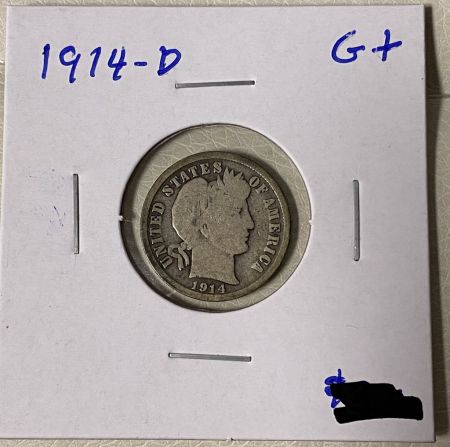 1914-D G+
UNITED STATES OF AMERICA
1914
$